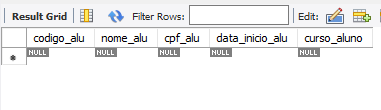 Result Grid Filter Rows: Edit:
codigo_alu nome_alu cpf_alu data_inicio_alu curso_aluno
NULL NULL NULL NULL NULL